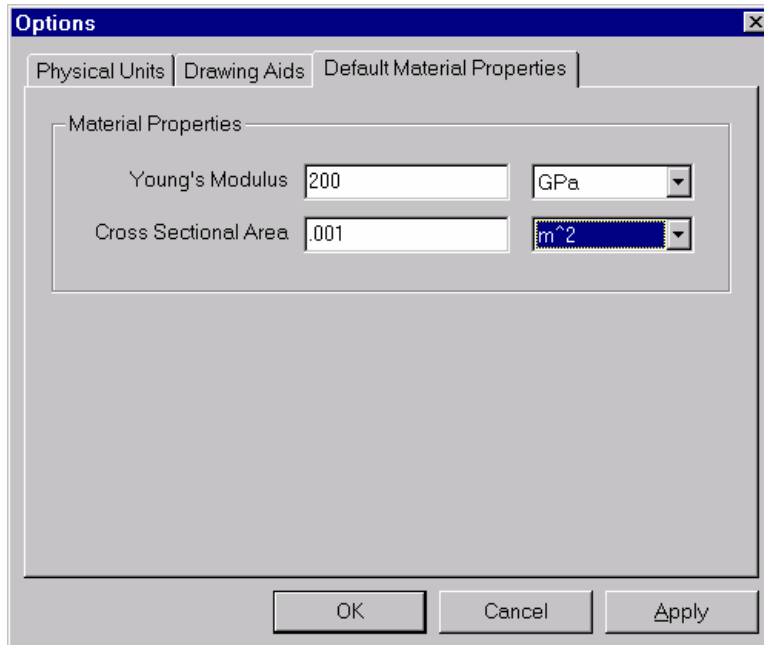 Options
Physical Units Drawing Aids Default Material Properties
Material Properties
Young's Modulus 200 GPa
Cross Sectional Area .001 m^2
OK Cancel Apply